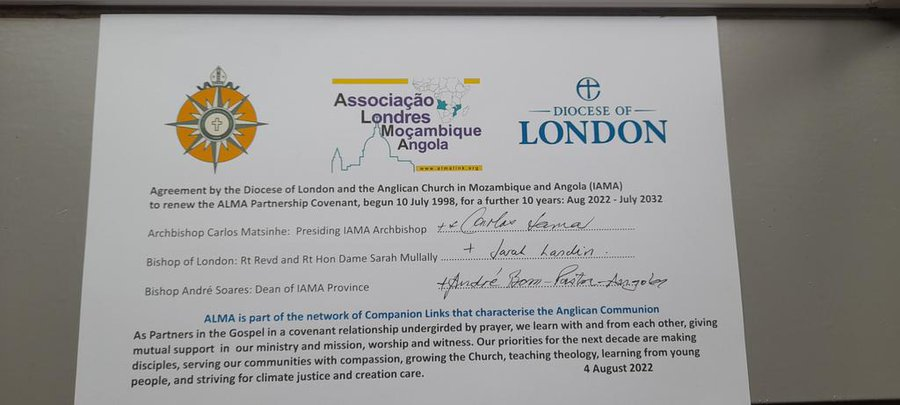 Associação
Londres
Moçambique
Angola
www.almalink.org
DIOCESE OF
LONDON
Agreement by the Diocese of London and the Anglican Church in Mozambique and Angola (IAMA)
to renew the ALMA Partnership Covenant, begun 10 July 1998, for a further 10 years: Aug 2022 - July 2032
Archbishop Carlos Matsinhe: Presiding IAMA Archbishop ++ Carlos Iama
Bishop of London: Rt Revd and Rt Hon Dame Sarah Mullally + Sarah Londin
Bishop André Soares: Dean of IAMA Province +André Bom-Pastor-Angola
ALMA is part of the network of Companion Links that characterise the Anglican Communion
As Partners in the Gospel in a covenant relationship undergirded by prayer, we learn with and from each other, giving
mutual support in our ministry and mission, worship and witness. Our priorities for the next decade are making
disciples, serving our communities with compassion, growing the Church, teaching theology, learning from young
people, and striving for climate justice and creation care. 4 August 2022